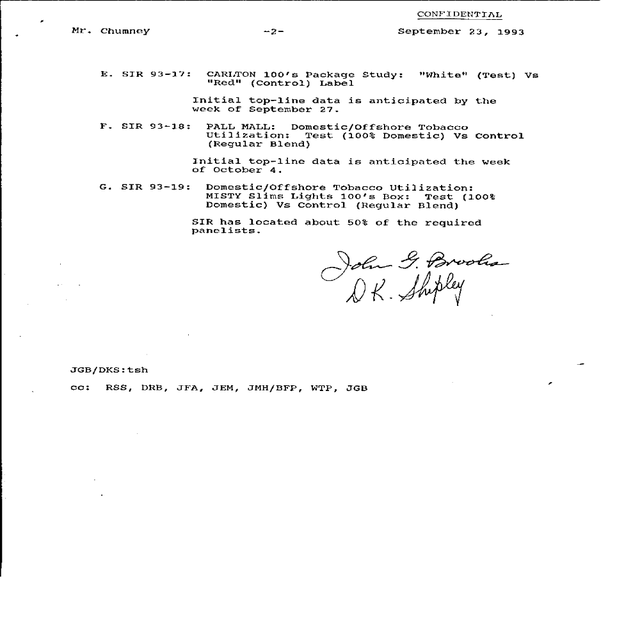 CONFIDENTIAL
Mr. Chumney --2-- September 23, 1993
E. SIR 93-17: CARLTON 100's Package Study: "White" (Test) Vs
"Red" (Control) Label
Initial top-line data is anticipated by the
week of September 27.
F. SIR 93-18: PALL MALL: Domestic/Offshore Tobacco
Utilization: Test (100% Domestic) Vs Control
(Regular Blend)
Initial top-line data is anticipated the week
of October 4.
G. SIR 93-19: Domestic/Offshore Tobacco Utilization:
MISTY Slims Lights 100's Box: Test (100%
Domestic) Vs Control (Regular Blend)
SIR has located about 50% of the required
panelists.
John G. Brooks
D K. Shipley
JGB/DKS:tsh
cc: RSS, DRB, JFA, JEM, JMH/BFP, WTP, JGB